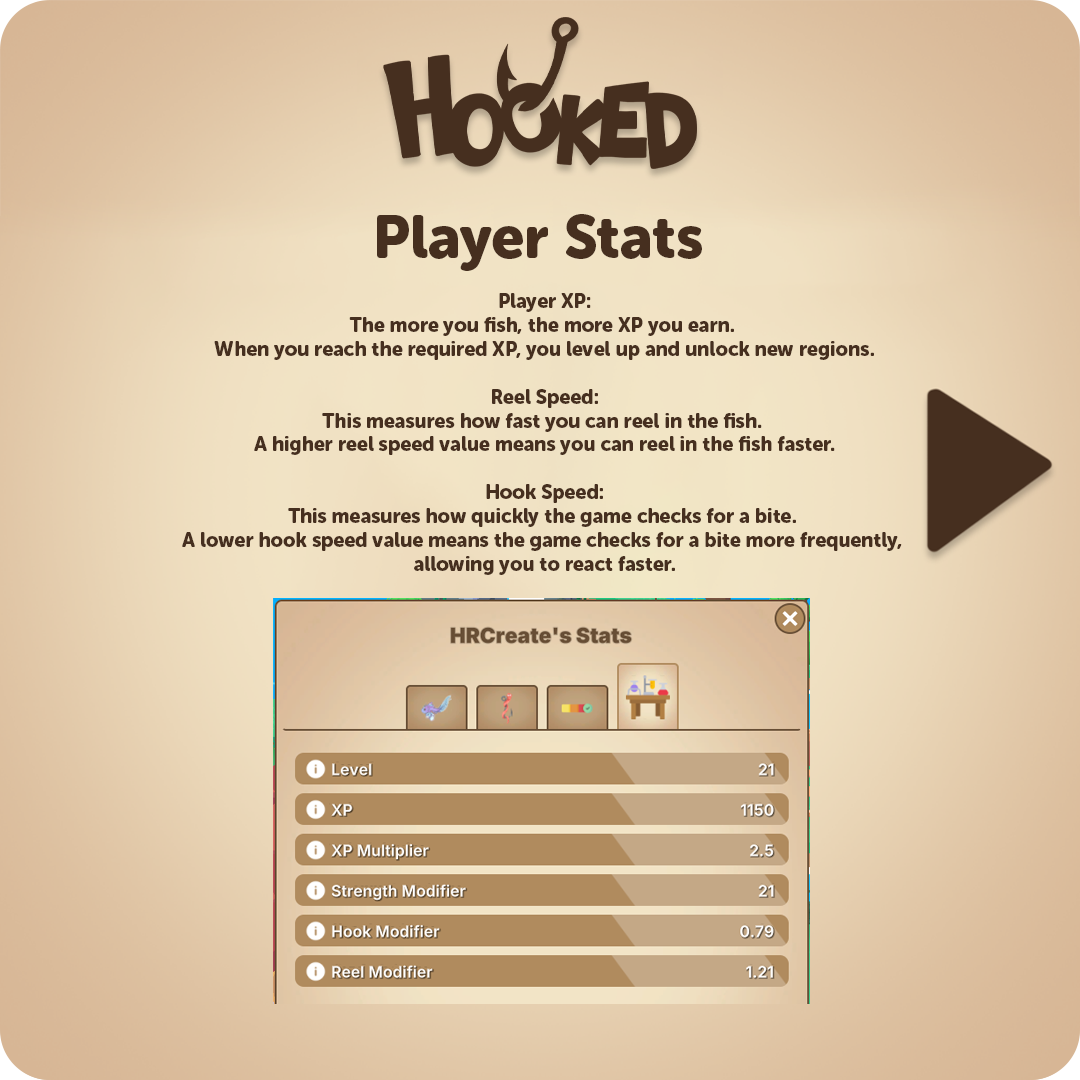 HOOKED
Player Stats
Player XP:
The more you fish, the more XP you earn.
When you reach the required XP, you level up and unlock new regions.
Reel Speed:
This measures how fast you can reel in the fish.
A higher reel speed value means you can reel in the fish faster.
Hook Speed:
This measures how quickly the game checks for a bite.
A lower hook speed value means the game checks for a bite more frequently,
allowing you to react faster.
HRCreate's Stats
Level 21
XP 1150
XP Multiplier 2.5
Strength Modifier 21
Hook Modifier 0.79
Reel Modifier 1.21